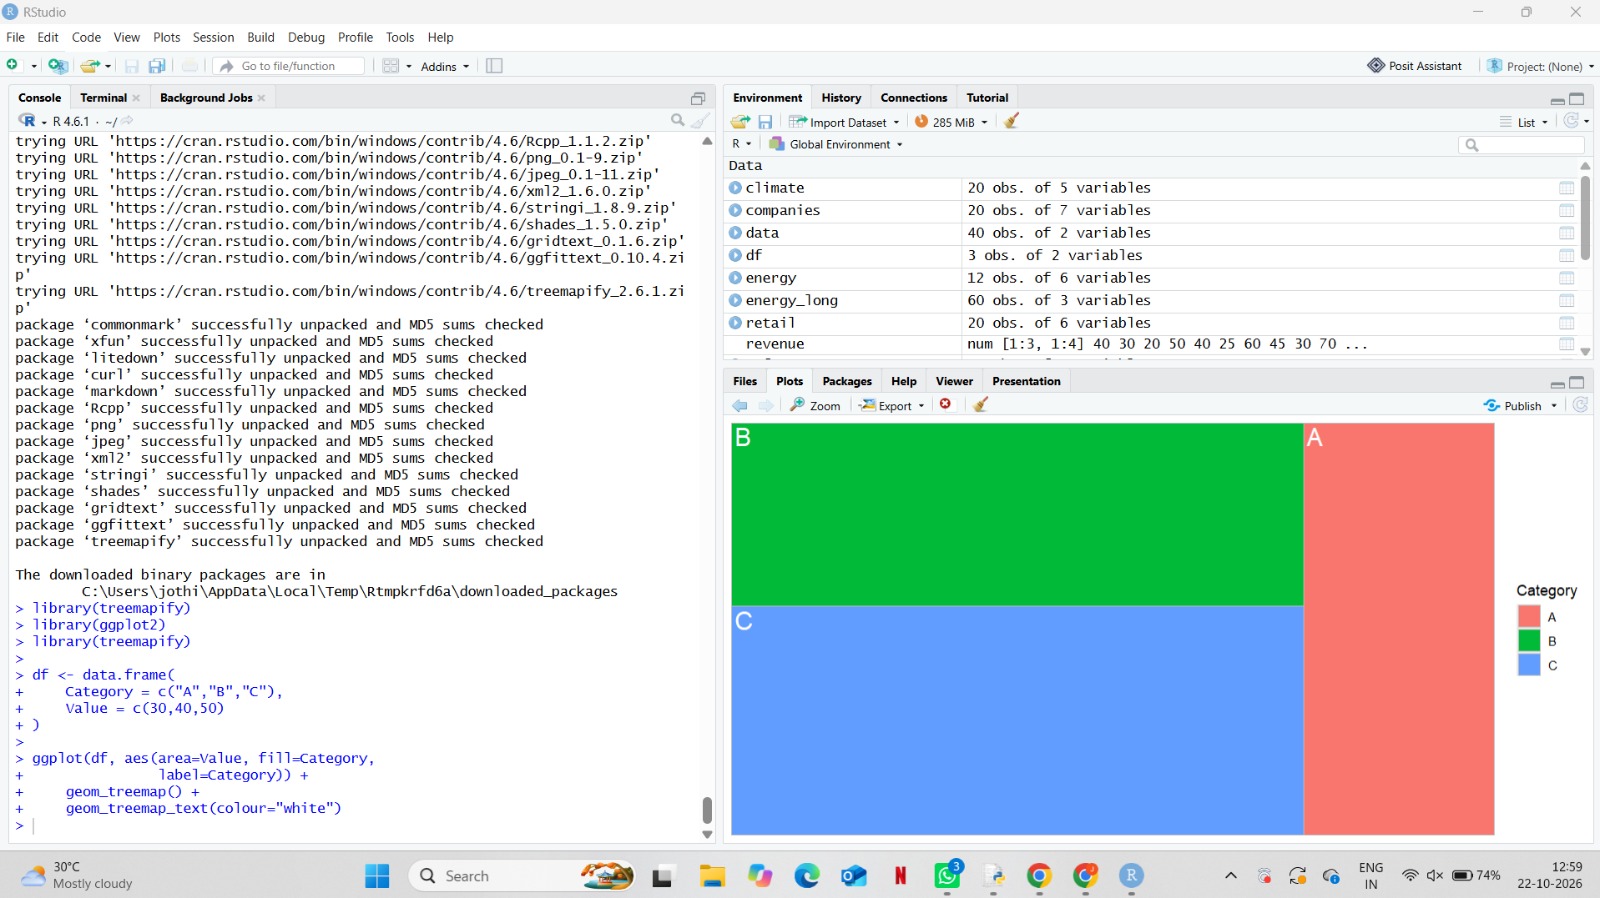 RStudio
File Edit Code View Plots Session Build Debug Profile Tools Help
Go to file/function Addins Posit Assistant Project: (None)
Console Terminal Background Jobs
R 4.6.1 · ~/
trying URL 'https://cran.rstudio.com/bin/windows/contrib/4.6/Rcpp_1.1.2.zip'
trying URL 'https://cran.rstudio.com/bin/windows/contrib/4.6/png_0.1-9.zip'
trying URL 'https://cran.rstudio.com/bin/windows/contrib/4.6/jpeg_0.1-11.zip'
trying URL 'https://cran.rstudio.com/bin/windows/contrib/4.6/xml2_1.6.0.zip'
trying URL 'https://cran.rstudio.com/bin/windows/contrib/4.6/stringi_1.8.9.zip'
trying URL 'https://cran.rstudio.com/bin/windows/contrib/4.6/shades_1.5.0.zip'
trying URL 'https://cran.rstudio.com/bin/windows/contrib/4.6/gridtext_0.1.6.zip'
trying URL 'https://cran.rstudio.com/bin/windows/contrib/4.6/ggfittext_0.10.4.zi
p'
trying URL 'https://cran.rstudio.com/bin/windows/contrib/4.6/treemapify_2.6.1.zi
p'
package ‘commonmark’ successfully unpacked and MD5 sums checked
package ‘xfun’ successfully unpacked and MD5 sums checked
package ‘litedown’ successfully unpacked and MD5 sums checked
package ‘curl’ successfully unpacked and MD5 sums checked
package ‘markdown’ successfully unpacked and MD5 sums checked
package ‘Rcpp’ successfully unpacked and MD5 sums checked
package ‘png’ successfully unpacked and MD5 sums checked
package ‘jpeg’ successfully unpacked and MD5 sums checked
package ‘xml2’ successfully unpacked and MD5 sums checked
package ‘stringi’ successfully unpacked and MD5 sums checked
package ‘shades’ successfully unpacked and MD5 sums checked
package ‘gridtext’ successfully unpacked and MD5 sums checked
package ‘ggfittext’ successfully unpacked and MD5 sums checked
package ‘treemapify’ successfully unpacked and MD5 sums checked
The downloaded binary packages are in
C:\Users\jothi\AppData\Local\Temp\Rtmpkrfd6a\downloaded_packages
> library(treemapify)
> library(ggplot2)
> library(treemapify)
>
> df <- data.frame(
+ Category = c("A","B","C"),
+ Value = c(30,40,50)
+ )
>
> ggplot(df, aes(area=Value, fill=Category,
+ label=Category)) +
+ geom_treemap() +
+ geom_treemap_text(colour="white")
>
Environment History Connections Tutorial
Import Dataset 285 MiB List
R Global Environment
Data
climate 20 obs. of 5 variables
companies 20 obs. of 7 variables
data 40 obs. of 2 variables
df 3 obs. of 2 variables
energy 12 obs. of 6 variables
energy_long 60 obs. of 3 variables
retail 20 obs. of 6 variables
revenue num [1:3, 1:4] 40 30 20 50 40 25 60 45 30 70 ...
Files Plots Packages Help Viewer Presentation
Zoom Export Publish
B A
C
Category
A
B
C
30°C
Mostly cloudy
Search
3
ENG
IN
74%
12:59
22-10-2026